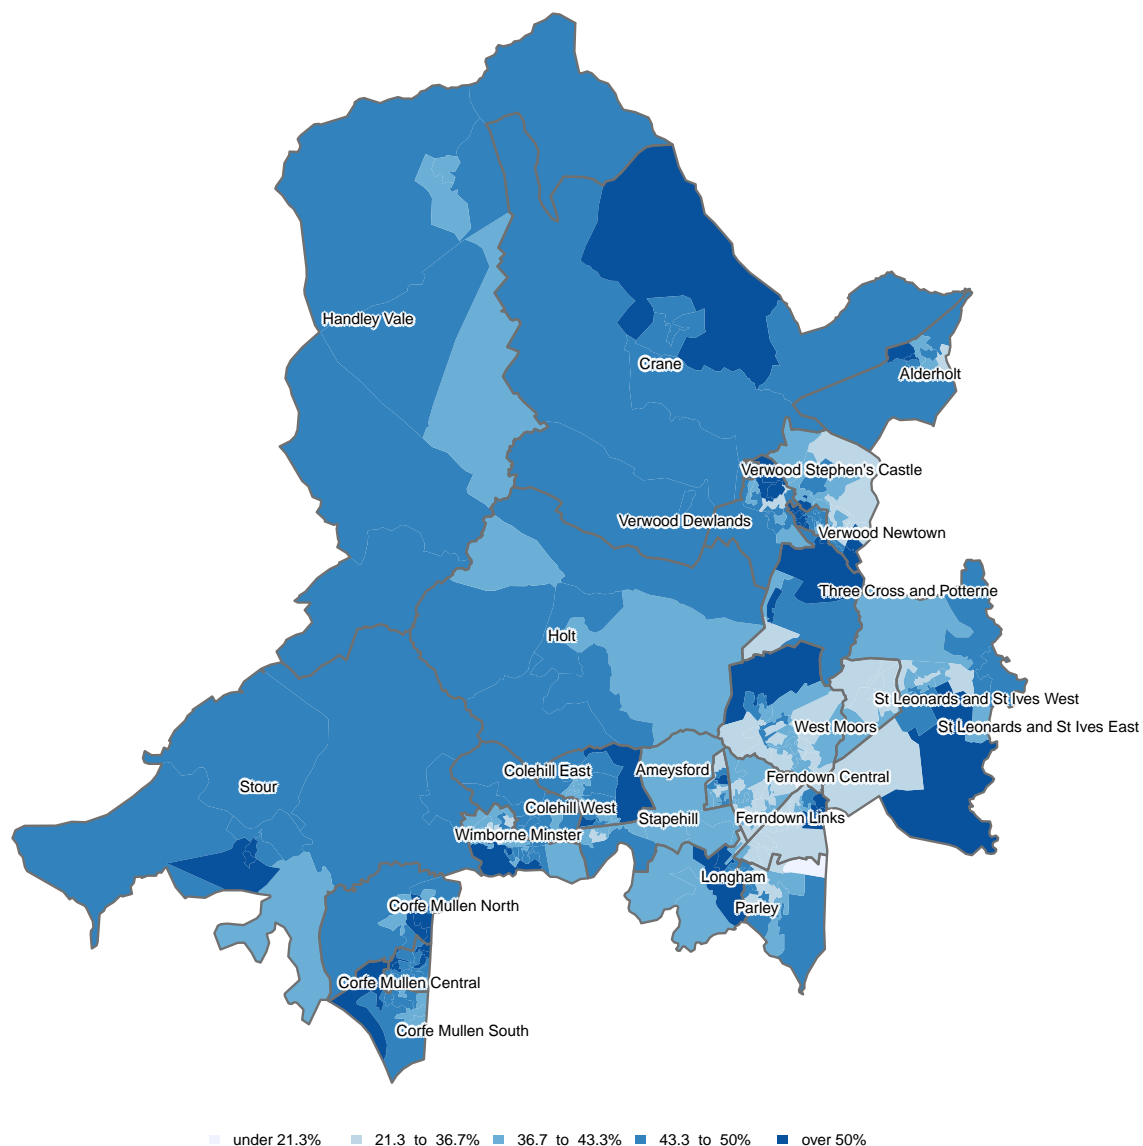 Handley Vale
Crane
Alderholt
Verwood Stephen's Castle
Verwood Dewlands
Verwood Newtown
Three Cross and Potterne
Holt
St Leonards and St Ives West
West Moors
St Leonards and St Ives East
Colehill East
Ameysford
Ferndown Central
Stour
Colehill West
Stapehill
Ferndown Links
Wimborne Minster
Longham
Corfe Mullen North
Parley
Corfe Mullen Central
Corfe Mullen South
under 21.3% 21.3 to 36.7% 36.7 to 43.3% 43.3 to 50% over 50%